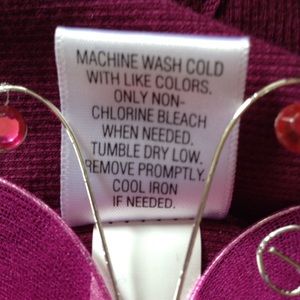 MACHINE WASH COLD
WITH LIKE COLORS.
ONLY NON-
CHLORINE BLEACH
WHEN NEEDED.
TUMBLE DRY LOW.
REMOVE PROMPTLY.
COOL IRON
IF NEEDED.